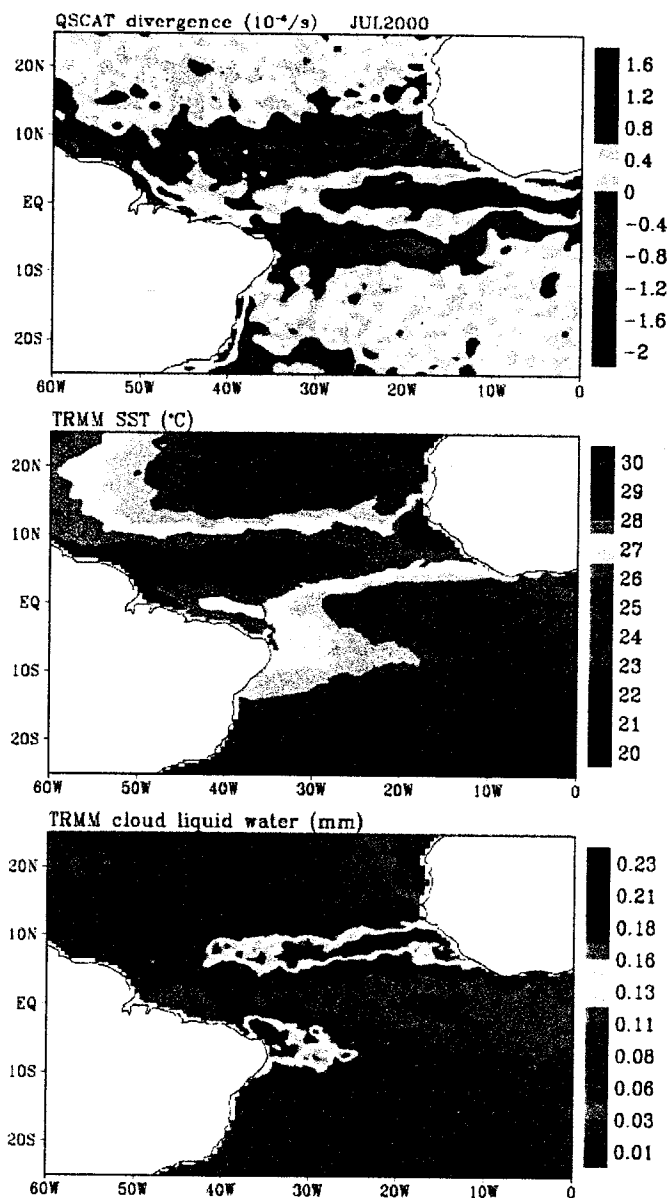 QSCAT divergence (10⁻⁴/s) JUL2000
20N
10N
EQ
10S
20S
60W 50W 40W 30W 20W 10W 0
1.6
1.2
0.8
0.4
0
-0.4
-0.8
-1.2
-1.6
-2
TRMM SST (°C)
20N
10N
EQ
10S
20S
60W 50W 40W 30W 20W 10W 0
30
29
28
27
26
25
24
23
22
21
20
TRMM cloud liquid water (mm)
20N
10N
EQ
10S
20S
60W 50W 40W 30W 20W 10W 0
0.23
0.21
0.18
0.16
0.13
0.11
0.08
0.06
0.03
0.01